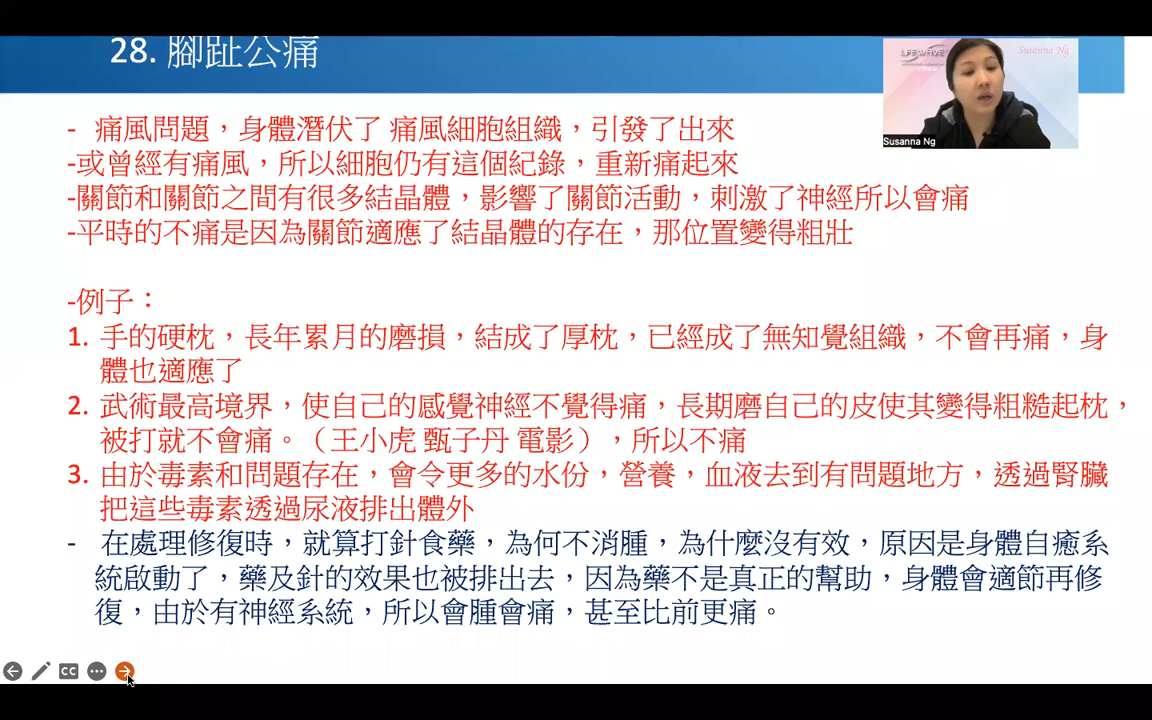 28. 腳趾公痛
LIFEWAVE
Susanna Ng
Susanna Ng
- 痛風問題，身體潛伏了 痛風細胞組織，引發了出來
-或曾經有痛風，所以細胞仍有這個紀錄，重新痛起來
-關節和關節之間有很多結晶體，影響了關節活動，刺激了神經所以會痛
-平時的不痛是因為關節適應了結晶體的存在，那位置變得粗壯
-例子：
1. 手的硬枕，長年累月的磨損，結成了厚枕，已經成了無知覺組織，不會再痛，身
體也適應了
2. 武術最高境界，使自己的感覺神經不覺得痛，長期磨自己的皮使其變得粗糙起枕，
被打就不會痛。（王小虎 甄子丹 電影），所以不痛
3. 由於毒素和問題存在，會令更多的水份，營養，血液去到有問題地方，透過腎臟
把這些毒素透過尿液排出體外
- 在處理修復時，就算打針食藥，為何不消腫，為什麼沒有效，原因是身體自癒系
統啟動了，藥及針的效果也被排出去，因為藥不是真正的幫助，身體會適節再修
復，由於有神經系統，所以會腫會痛，甚至比前更痛。
CC